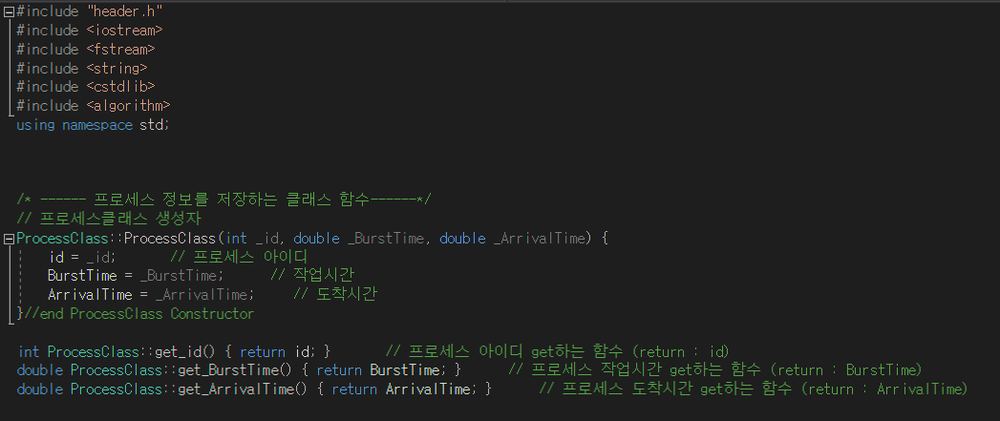 #include "header.h"
#include <iostream>
#include <fstream>
#include <string>
#include <cstdlib>
#include <algorithm>
using namespace std;
/* ------ 프로세스 정보를 저장하는 클래스 함수------*/
// 프로세스클래스 생성자
ProcessClass::ProcessClass(int _id, double _BurstTime, double _ArrivalTime) {
id = _id; // 프로세스 아이디
BurstTime = _BurstTime; // 작업시간
ArrivalTime = _ArrivalTime; // 도착시간
}//end ProcessClass Constructor
int ProcessClass::get_id() { return id; } // 프로세스 아이디 get하는 함수 (return : id)
double ProcessClass::get_BurstTime() { return BurstTime; } // 프로세스 작업시간 get하는 함수 (return : BurstTime)
double ProcessClass::get_ArrivalTime() { return ArrivalTime; } // 프로세스 도착시간 get하는 함수 (return : ArrivalTime)